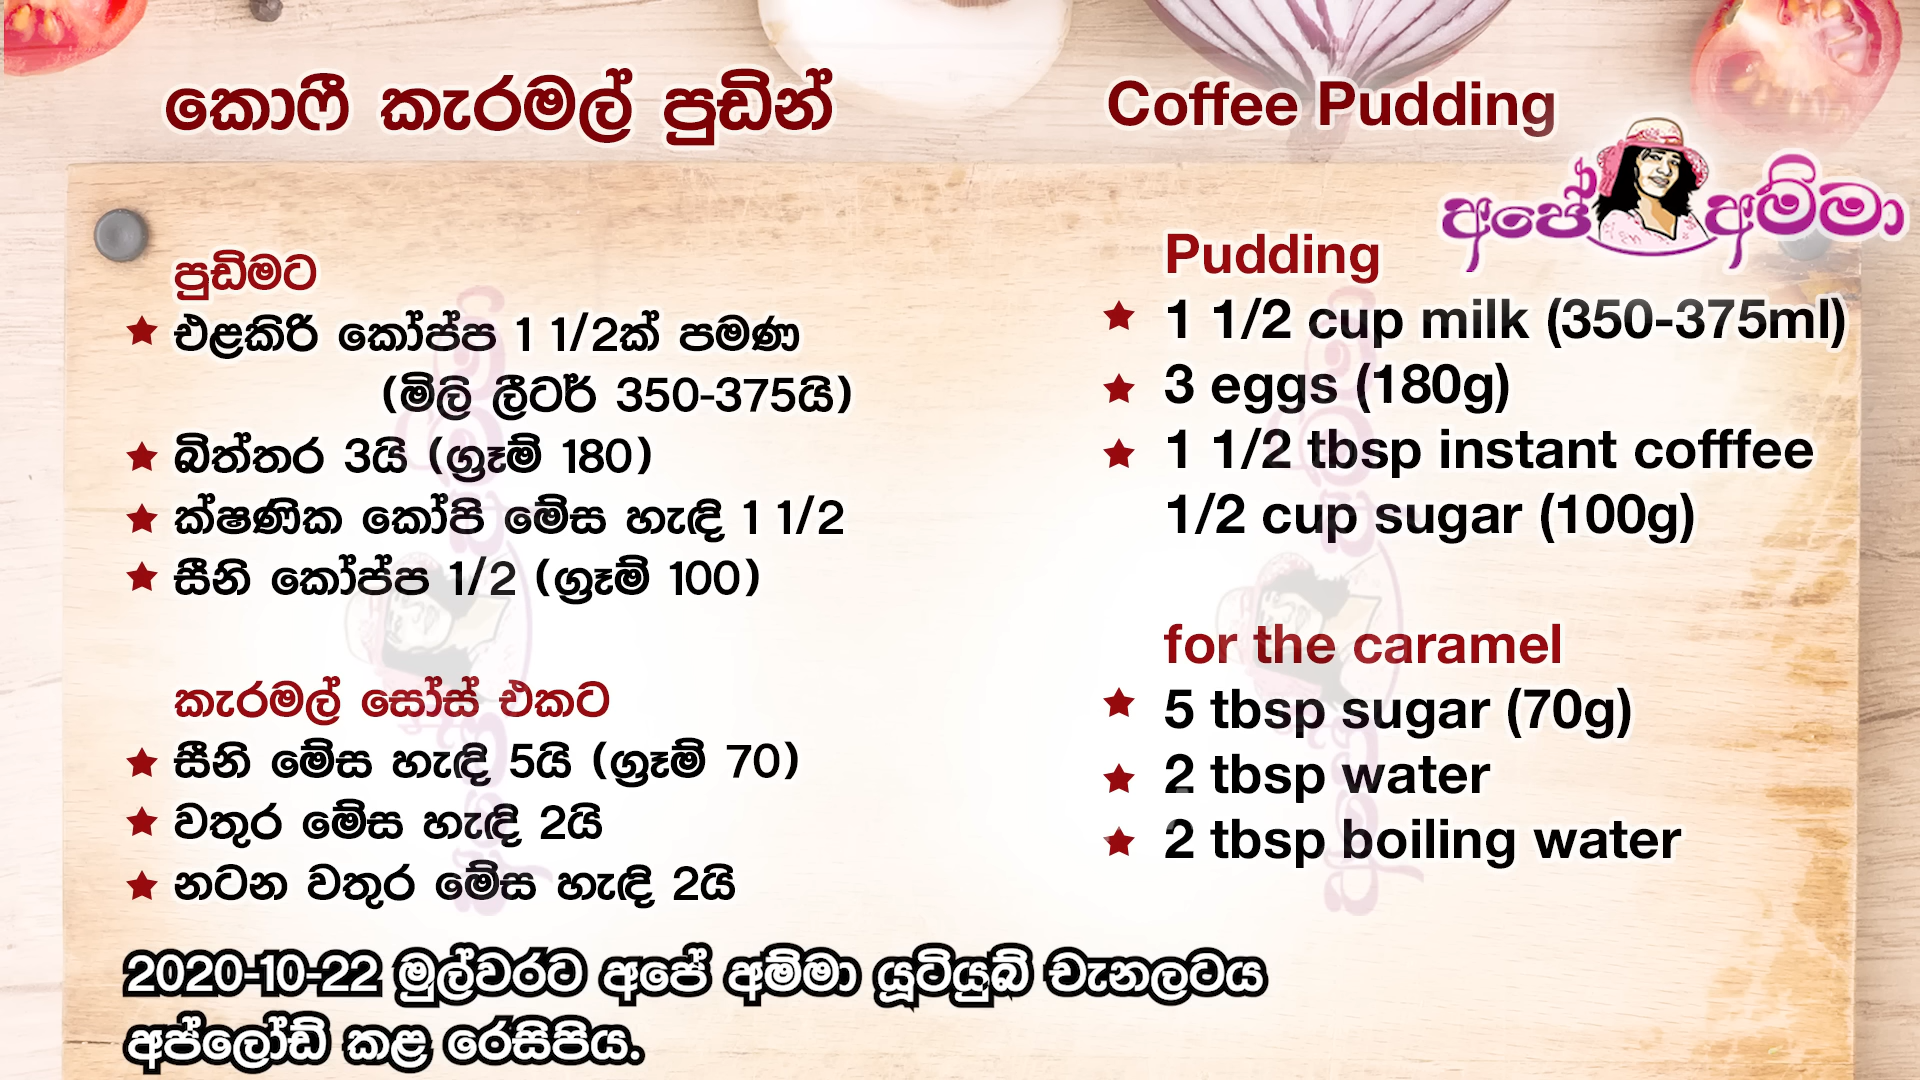 කොෆී කැරමල් පුඩින්
පුඩිමට
එළකිරි කෝප්ප 1 1/2ක් පමණ
(මිලි ලීටර් 350-375යි)
බිත්තර 3යි (ග්‍රෑම් 180)
ක්ෂණික කෝපි මේස හැඳි 1 1/2
සීනි කෝප්ප 1/2 (ග්‍රෑම් 100)
කැරමල් සෝස් එකට
සීනි මේස හැඳි 5යි (ග්‍රෑම් 70)
වතුර මේස හැඳි 2යි
නටන වතුර මේස හැඳි 2යි
Coffee Pudding
අපේ අම්මා
Pudding
1 1/2 cup milk (350-375ml)
3 eggs (180g)
1 1/2 tbsp instant cofffee
1/2 cup sugar (100g)
for the caramel
5 tbsp sugar (70g)
2 tbsp water
2 tbsp boiling water
2020-10-22 මුල්වරට අපේ අම්මා යූටියුබ් චැනලටය
අප්ලෝඩ් කළ රෙසිපිය.